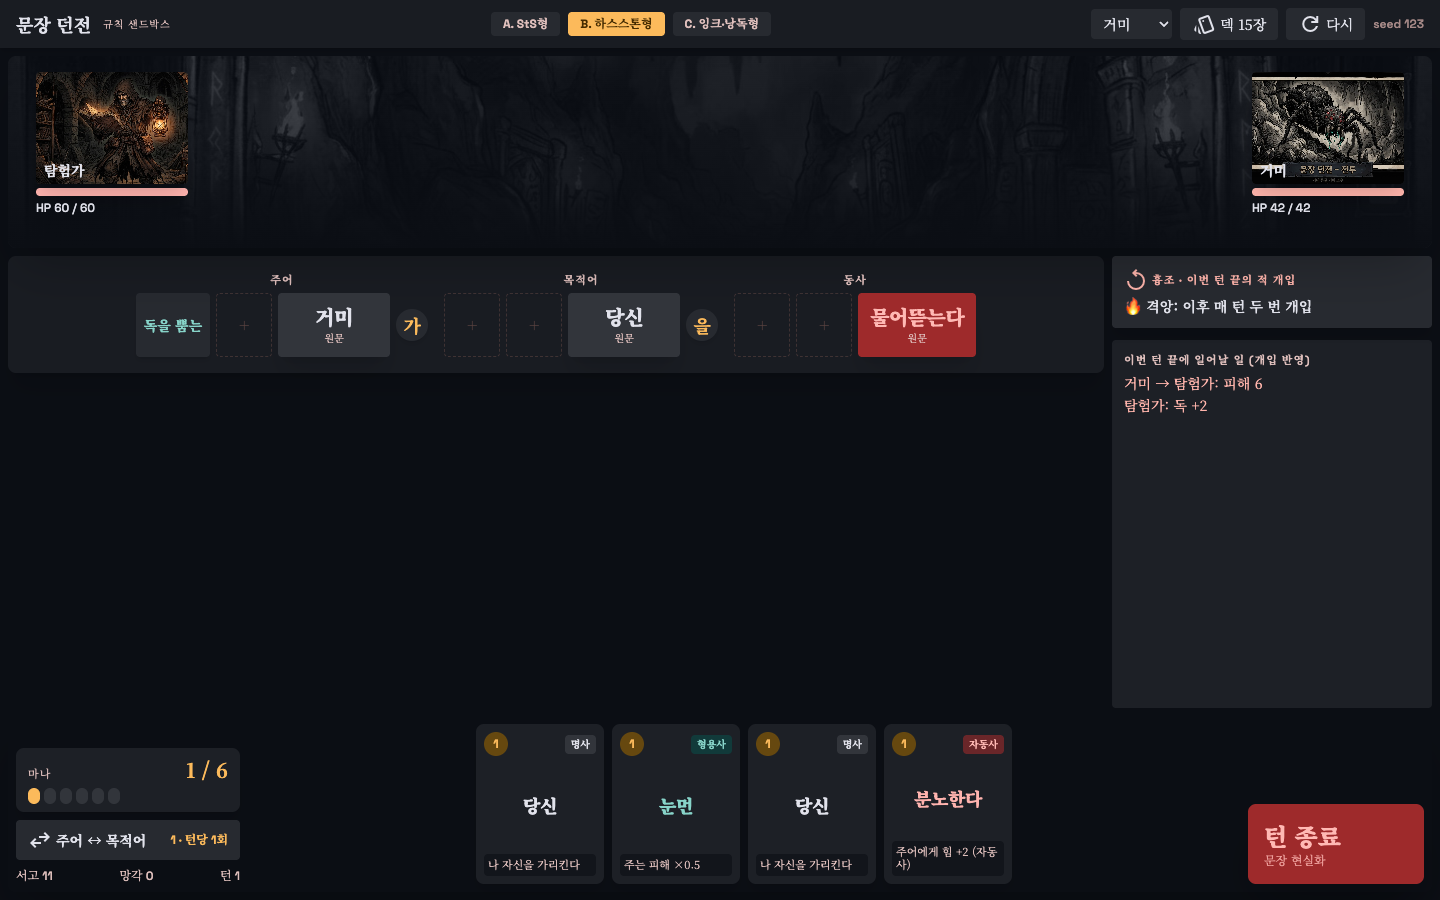 문장 던전 규칙 샌드박스 A. StS형 B. 하스스톤형 C. 잉크·낭독형 거미 덱 15장 다시 seed 123
탐험가
HP 60 / 60
거미 문장 던전 - 전투
HP 42 / 42
주어 목적어 동사
독을 뿜는 + 거미 가 + + 당신 을 + + 물어뜯는다
원문 원문 원문
흉조 · 이번 턴 끝의 적 개입
격앙: 이후 매 턴 두 번 개입
이번 턴 끝에 일어날 일 (개입 반영)
거미 → 탐험가: 피해 6
탐험가: 독 +2
마나 1 / 6
주어 ↔ 목적어 1 · 턴당 1회
서고 11 망각 0 턴 1
1 명사
당신
나 자신을 가리킨다
1 형용사
눈먼
주는 피해 ×0.5
1 명사
당신
나 자신을 가리킨다
1 자동사
분노한다
주어에게 힘 +2 (자동
사)
턴 종료
문장 현실화